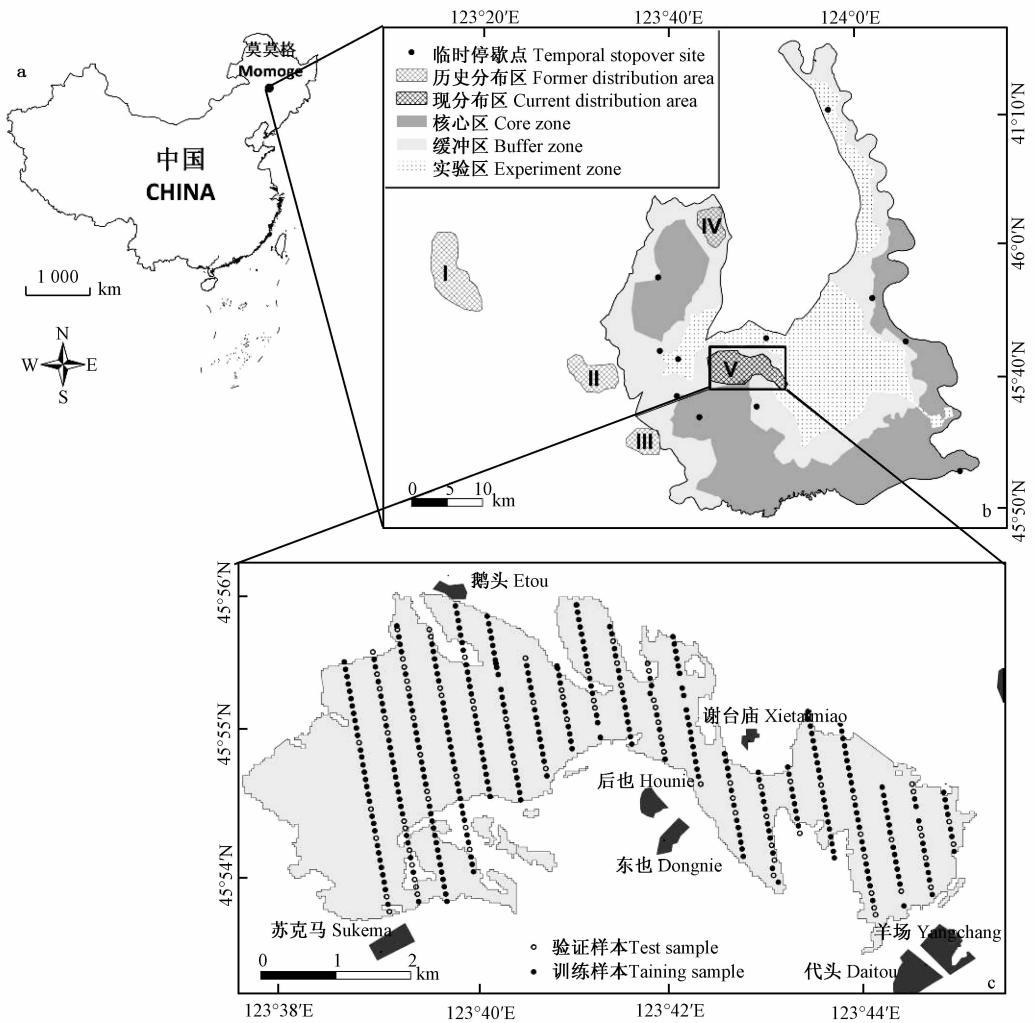 123°20′E
123°40′E
124°0′E
a
莫莫格
Momoge
中国
CHINA
1 000
km
N
W
E
S
临时停歇点 Temporal stopover site
历史分布区 Former distribution area
现分布区 Current distribution area
核心区 Core zone
缓冲区 Buffer zone
实验区 Experiment zone
41°10′N
46°0′N
45°40′N
45°50′N
I
II
III
IV
V
0 5 10
km
b
45°56′N
45°55′N
45°54′N
鹅头 Etou
谢台庙 Xietaimiao
后也 Hounie
东也 Dongnie
苏克马 Sukema
羊场 Yangchang
代头 Daitou
验证样本Test sample
训练样本Taining sample
0 1 2
km
c
123°38′E
123°40′E
123°42′E
123°44′E